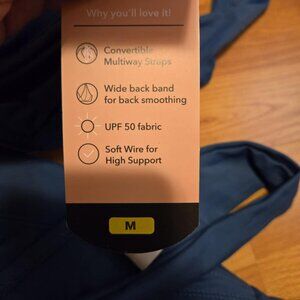 Why you'll love it!
Convertible
Multiway Straps
Wide back band
for back smoothing
UPF 50 fabric
Soft Wire for
High Support
M